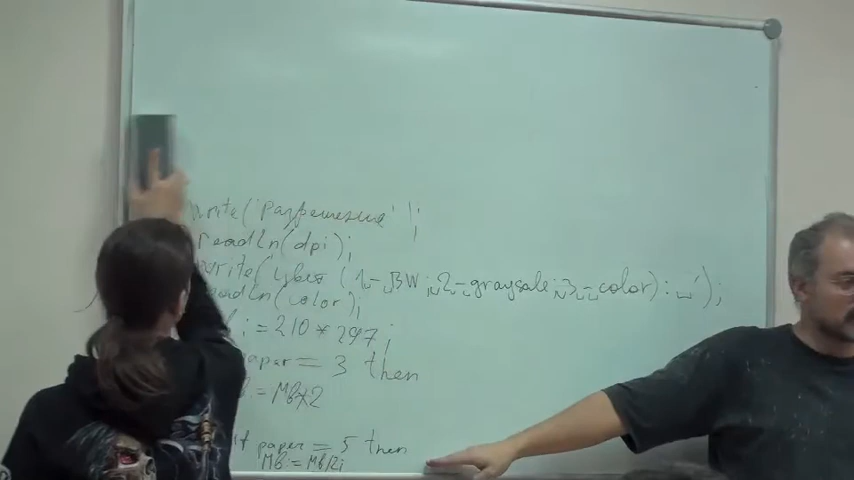 write('Разрешение');
readln(dpi);
write('Цвет (1-BW;␣2-graysale;␣3␣-␣color):␣');
readln(color);
:=210*297;
paper == 3 then
:= Mb*2
if paper == 5 then
Mb:= Mb/2;